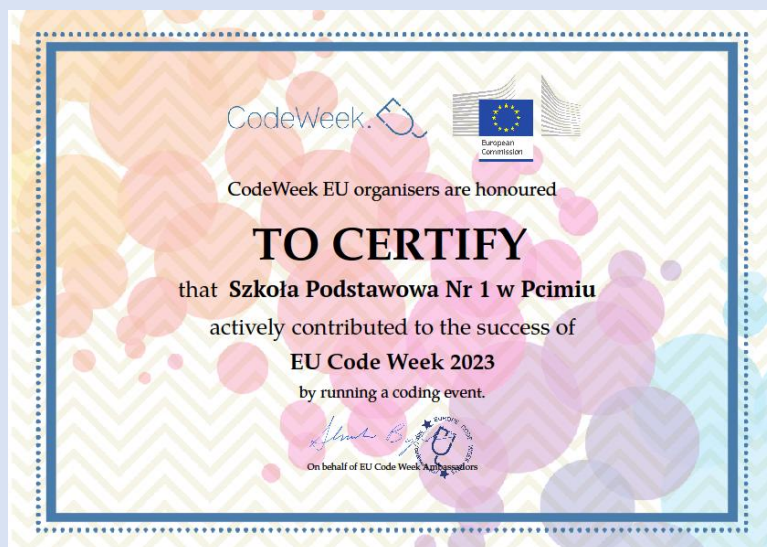 CodeWeek.EU
European
Commission
CodeWeek EU organisers are honoured
TO CERTIFY
that Szkoła Podstawowa Nr 1 w Pcimiu
actively contributed to the success of
EU Code Week 2023
by running a coding event.
On behalf of EU Code Week Ambassadors